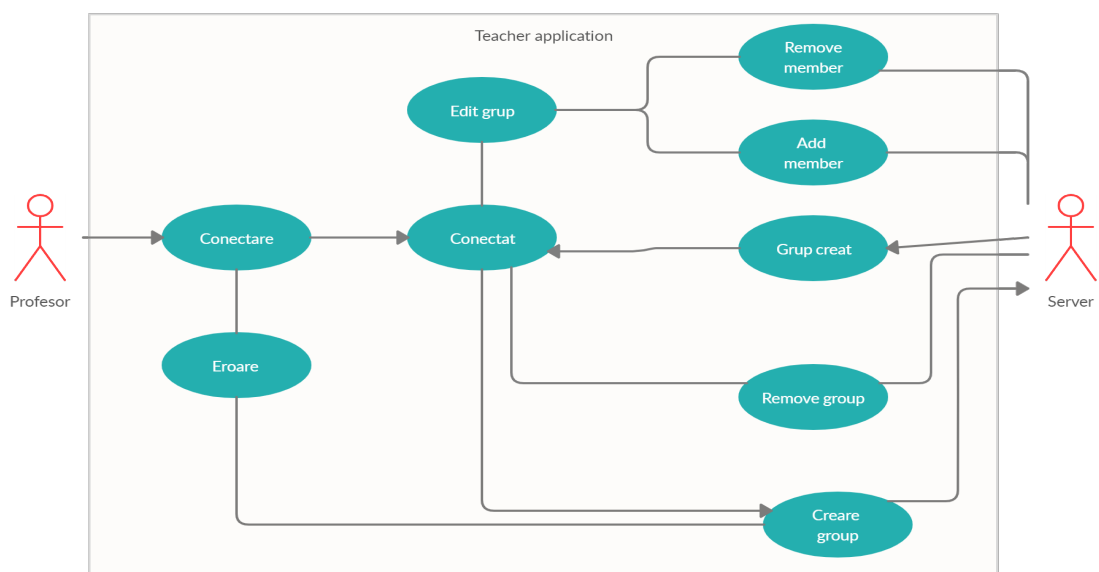 Teacher application
Remove
member
Edit grup
Add
member
Conectare
Conectat
Grup creat
Profesor
Server
Eroare
Remove group
Creare
group